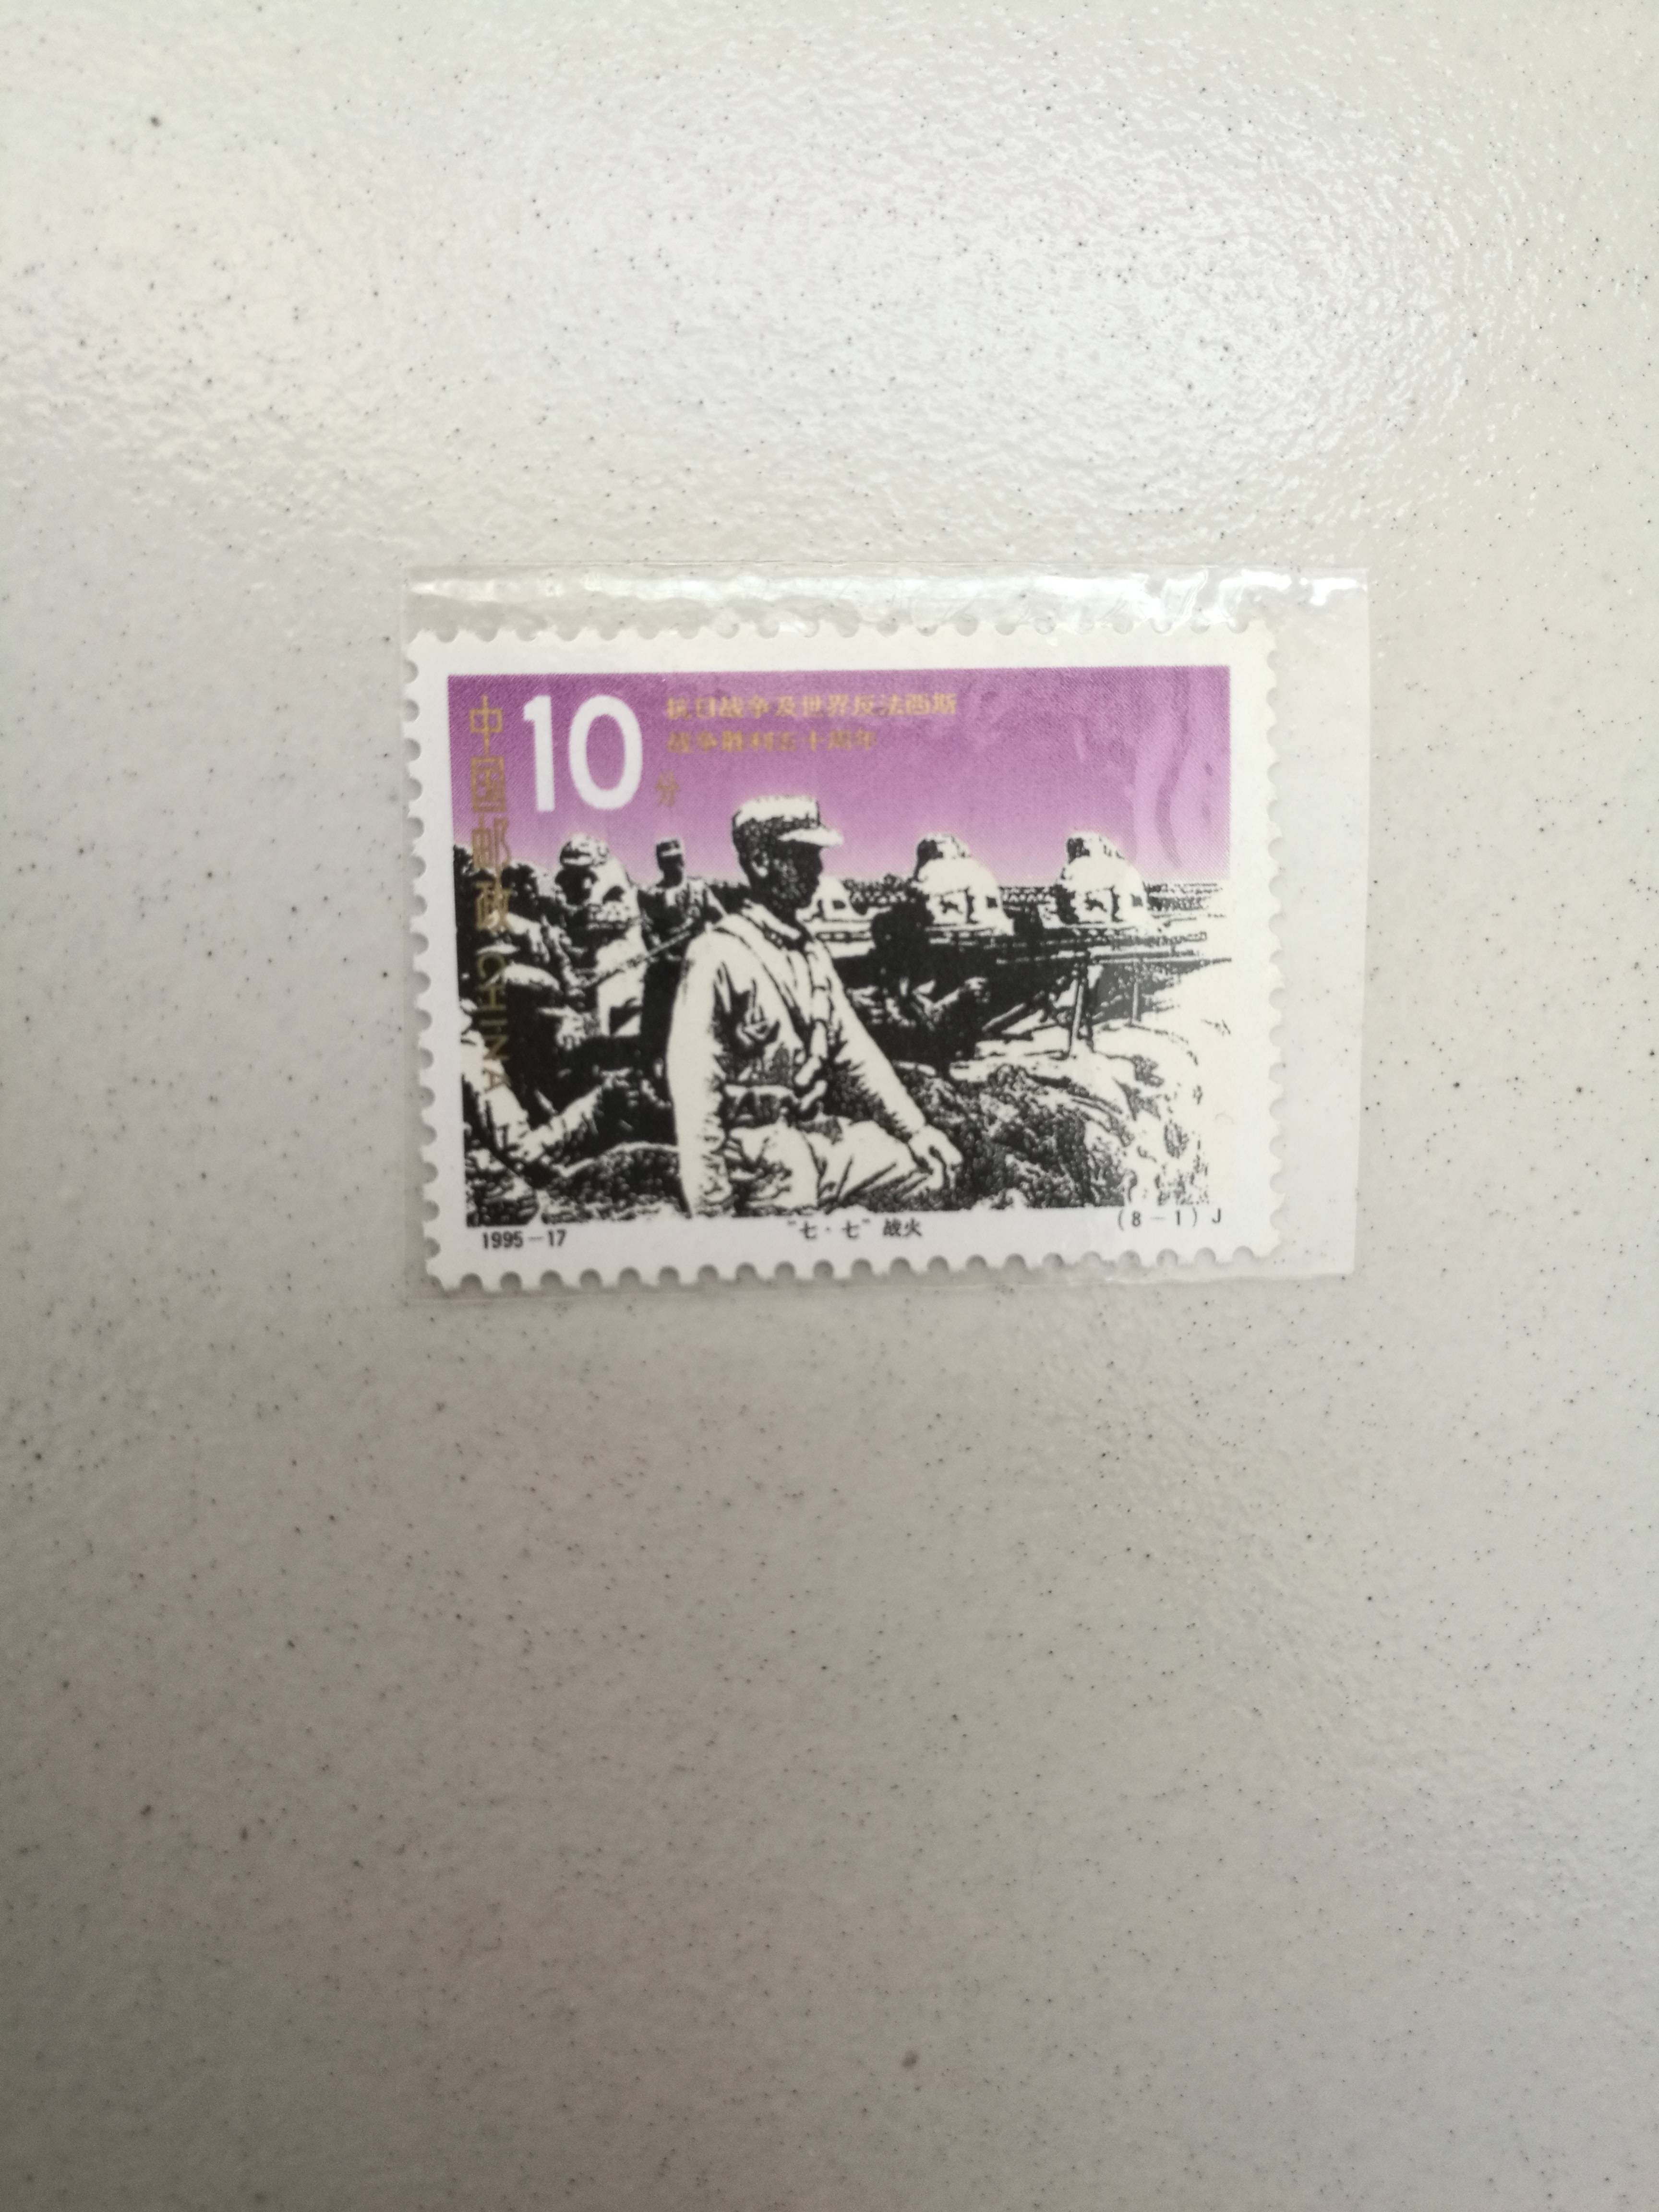 中国邮政 CHINA
10
分
抗日战争及世界反法西斯
战争胜利五十周年
1995-17
"七·七"战火
(8-1)J